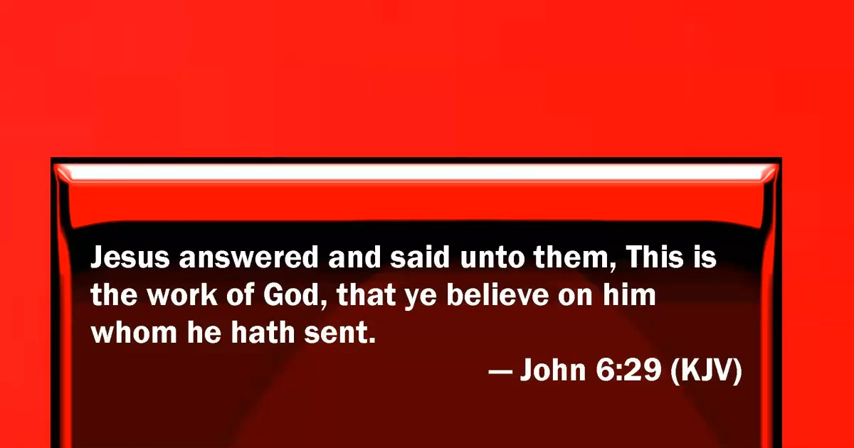 Jesus answered and said unto them, This is
the work of God, that ye believe on him
whom he hath sent.
— John 6:29 (KJV)